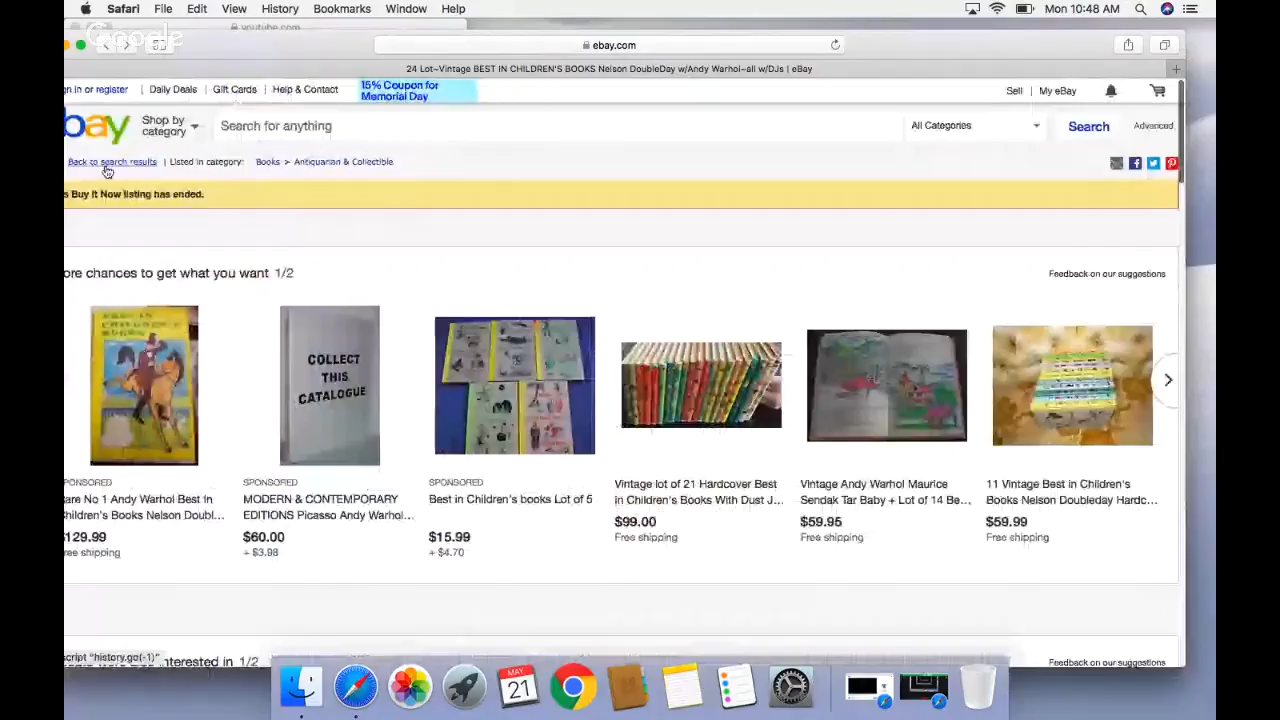 Safari File Edit View History Bookmarks Window Help Mon 10:48 AM
Google
youtube.com
ebay.com
24 Lot~Vintage BEST IN CHILDREN'S BOOKS Nelson DoubleDay w/Andy Warhol~all w/DJs | eBay
gn in or register Daily Deals Gift Cards Help & Contact 15% Coupon for Memorial Day Sell My eBay
bay Shop by category Search for anything All Categories Search Advanced
Back to search results | Listed in category: Books > Antiquarian & Collectible
s Buy It Now listing has ended.
ore chances to get what you want 1/2 Feedback on our suggestions
COLLECT
THIS
CATALOGUE
SPONSORED
are No 1 Andy Warhol Best in
Children's Books Nelson Doubl...
$129.99
ree shipping
SPONSORED
MODERN & CONTEMPORARY
EDITIONS Picasso Andy Warhol...
$60.00
+ $3.98
SPONSORED
Best in Children's books Lot of 5
$15.99
+ $4.70
Vintage lot of 21 Hardcover Best
in Children's Books With Dust J...
$99.00
Free shipping
Vintage Andy Warhol Maurice
Sendak Tar Baby + Lot of 14 Be...
$59.95
Free shipping
11 Vintage Best in Children's
Books Nelson Doubleday Hardc...
$59.99
Free shipping
script "history.go(-1)" nterested in 1/2 Feedback on our suggestions
MAY
21